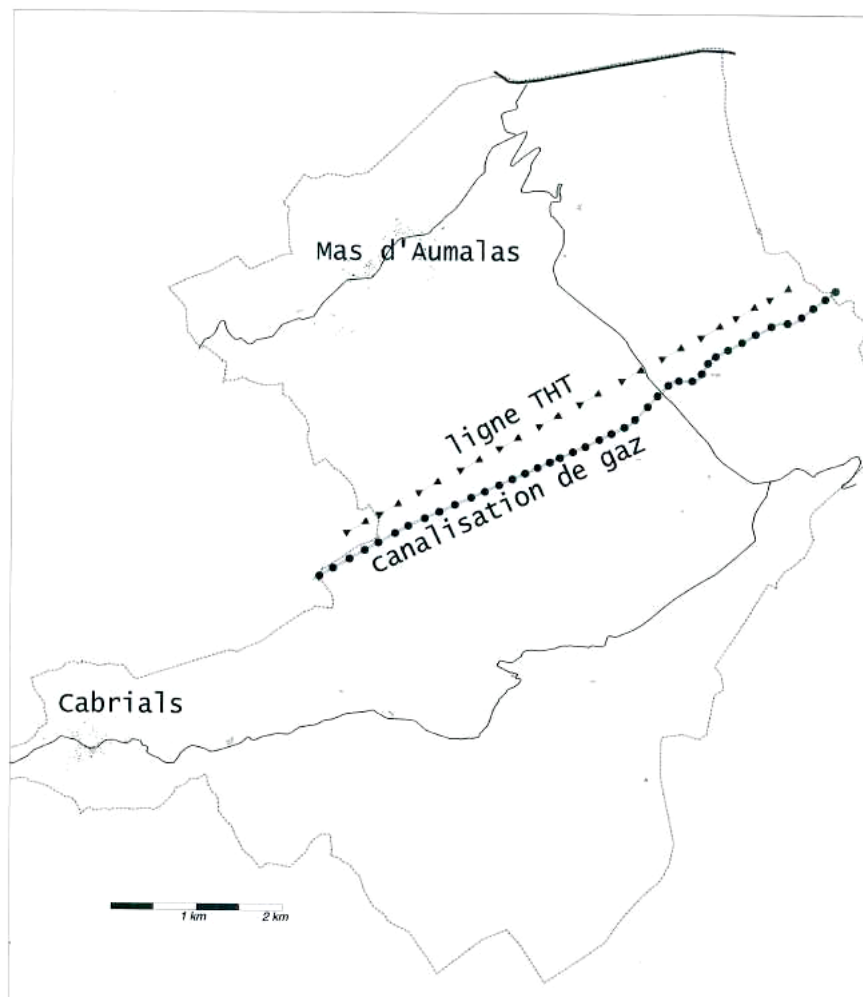 Mas d'Aumalas
ligne THT
canalisation de gaz
Cabrials
1 km 2 km